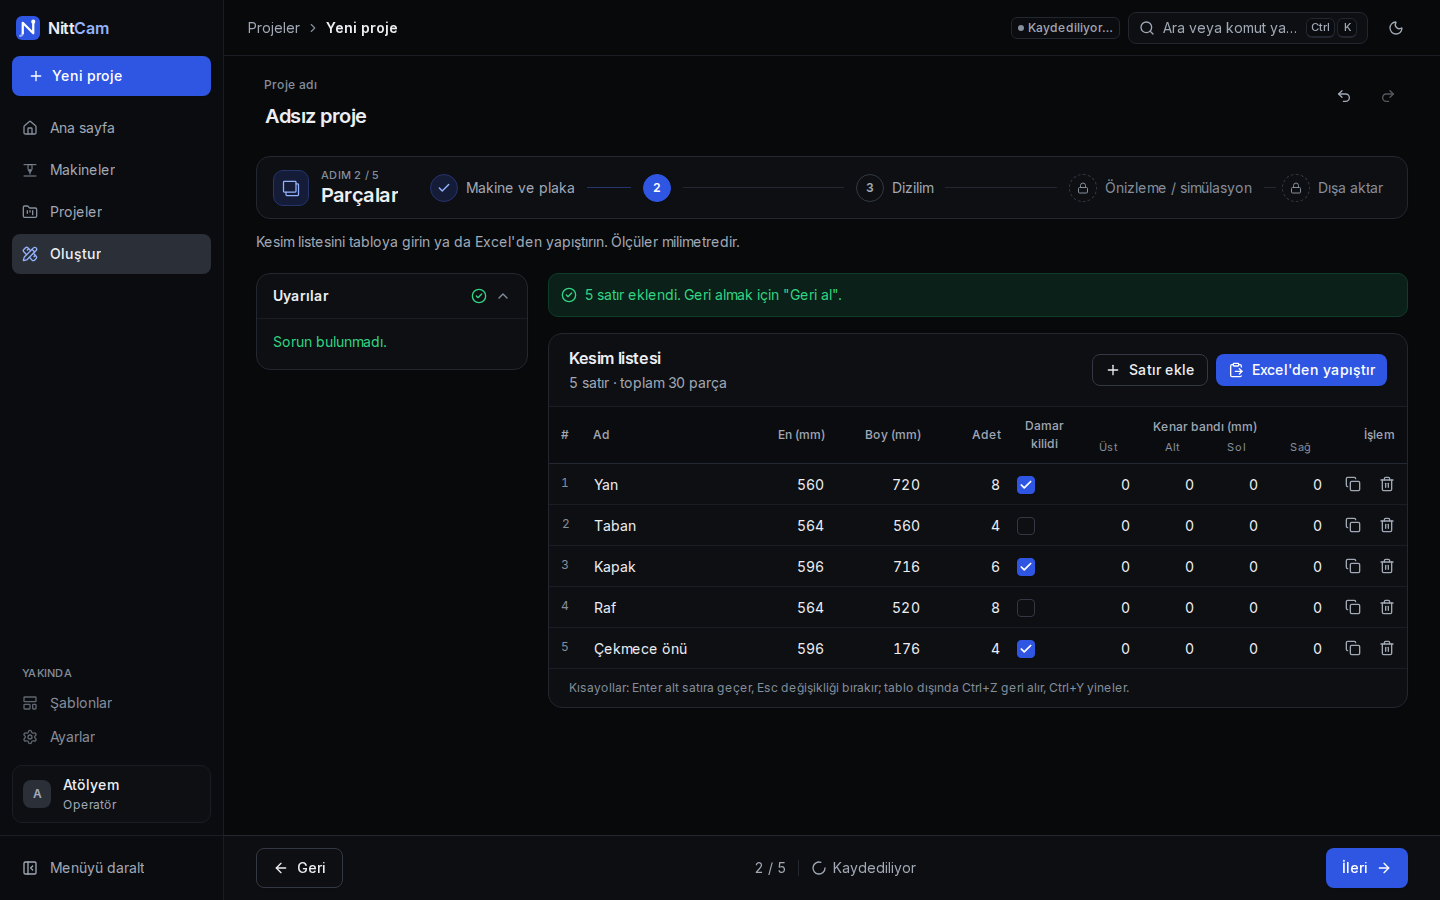 NittCam
Yeni proje
Ana sayfa
Makineler
Projeler
Oluştur
YAKINDA
Şablonlar
Ayarlar
A
Atölyem
Operatör
Menüyü daralt
Projeler > Yeni proje
Kaydediliyor...
Ara veya komut ya... Ctrl K
Proje adı
Adsız proje
ADIM 2 / 5
Parçalar
Makine ve plaka
2
3 Dizilim
Önizleme / simülasyon
Dışa aktar
Kesim listesini tabloya girin ya da Excel'den yapıştırın. Ölçüler milimetredir.
Uyarılar
Sorun bulunmadı.
5 satır eklendi. Geri almak için "Geri al".
Kesim listesi
5 satır · toplam 30 parça
Satır ekle
Excel'den yapıştır
# Ad En (mm) Boy (mm) Adet Damar kilidi Kenar bandı (mm) İşlem
Üst Alt Sol Sağ
1 Yan 560 720 8 0 0 0 0
2 Taban 564 560 4 0 0 0 0
3 Kapak 596 716 6 0 0 0 0
4 Raf 564 520 8 0 0 0 0
5 Çekmece önü 596 176 4 0 0 0 0
Kısayollar: Enter alt satıra geçer, Esc değişikliği bırakır; tablo dışında Ctrl+Z geri alır, Ctrl+Y yineler.
Geri
2 / 5
Kaydediliyor
İleri